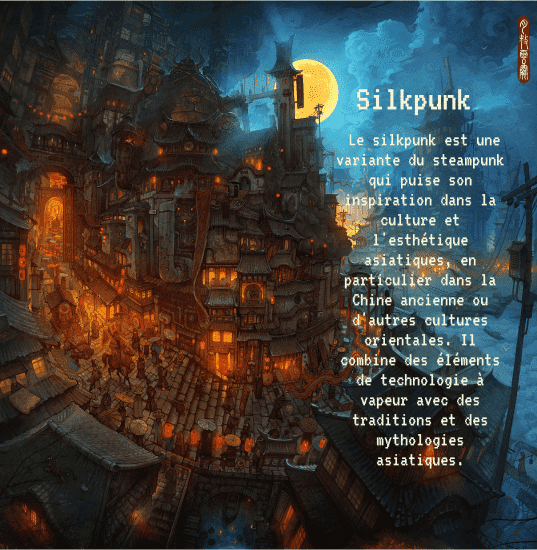 Silkpunk
Le silkpunk est une
variante du steampunk
qui puise son
inspiration dans la
culture et
l'esthétique
asiatiques, en
particulier dans la
Chine ancienne ou
d'autres cultures
orientales. Il
combine des éléments
de technologie à
vapeur avec des
traditions et des
mythologies
asiatiques.